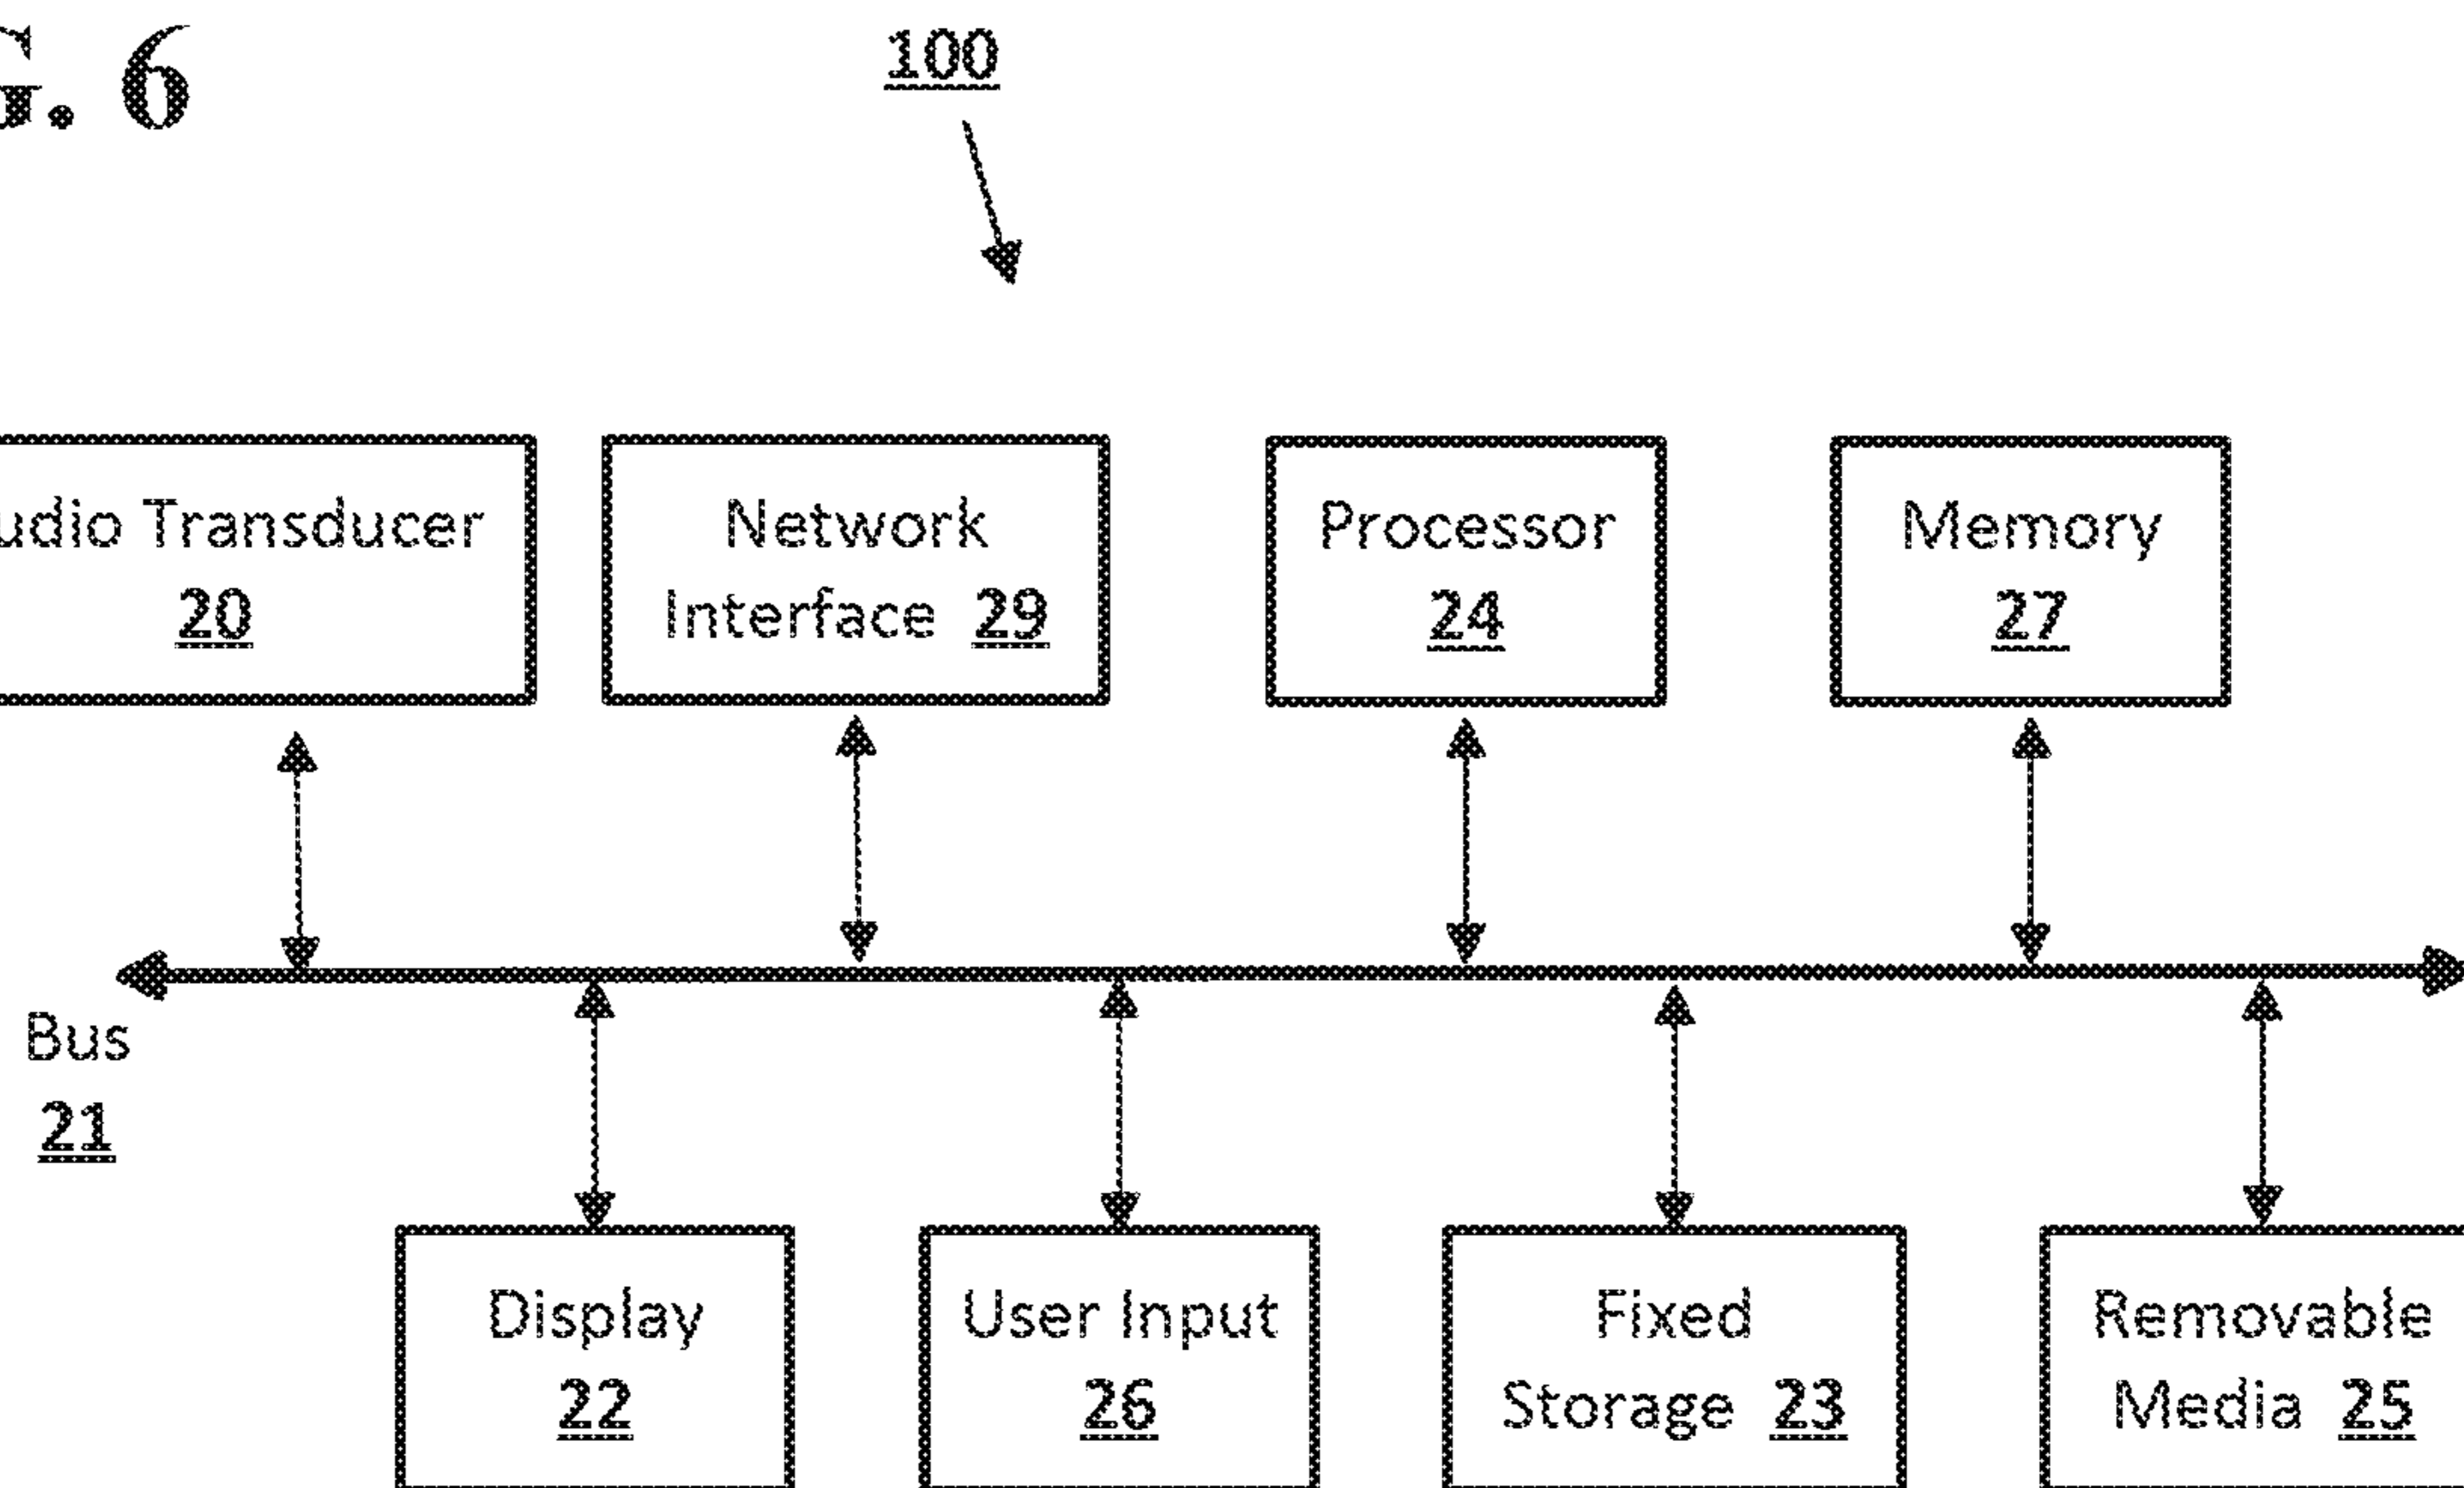 G. 6
100
udio Transducer
20
Network
Interface 29
Processor
24
Memory
27
Bus
21
Display
22
User Input
26
Fixed
Storage 23
Removable
Media 25